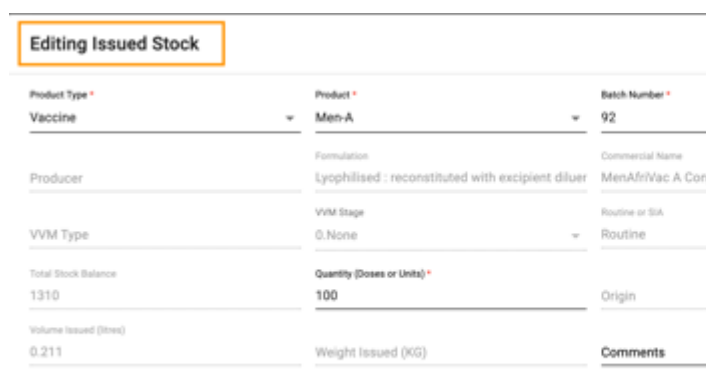 Editing Issued Stock
Product Type * Product * Batch Number *
Vaccine Men-A 92
Formulation Commercial Name
Producer Lyophilised : reconstituted with excipient diluer MenAfriVac A Con
VVM Stage Routine or SIA
VVM Type 0.None Routine
Total Stock Balance Quantity (Doses or Units) *
1310 100 Origin
Volume Issued (litres)
0.211 Weight Issued (KG) Comments